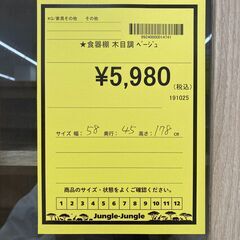 KG/家具その他 その他
★食器棚 木目調 ベージュ
¥5,980
(税込)
191025
サイズ 幅: 58 奥行: 45 高さ: 178 cm
商品のサイズ・状態をよくご確認ください
1 2 3 4 5 6 7 8 9 10 11 12
Jungle-Jungle